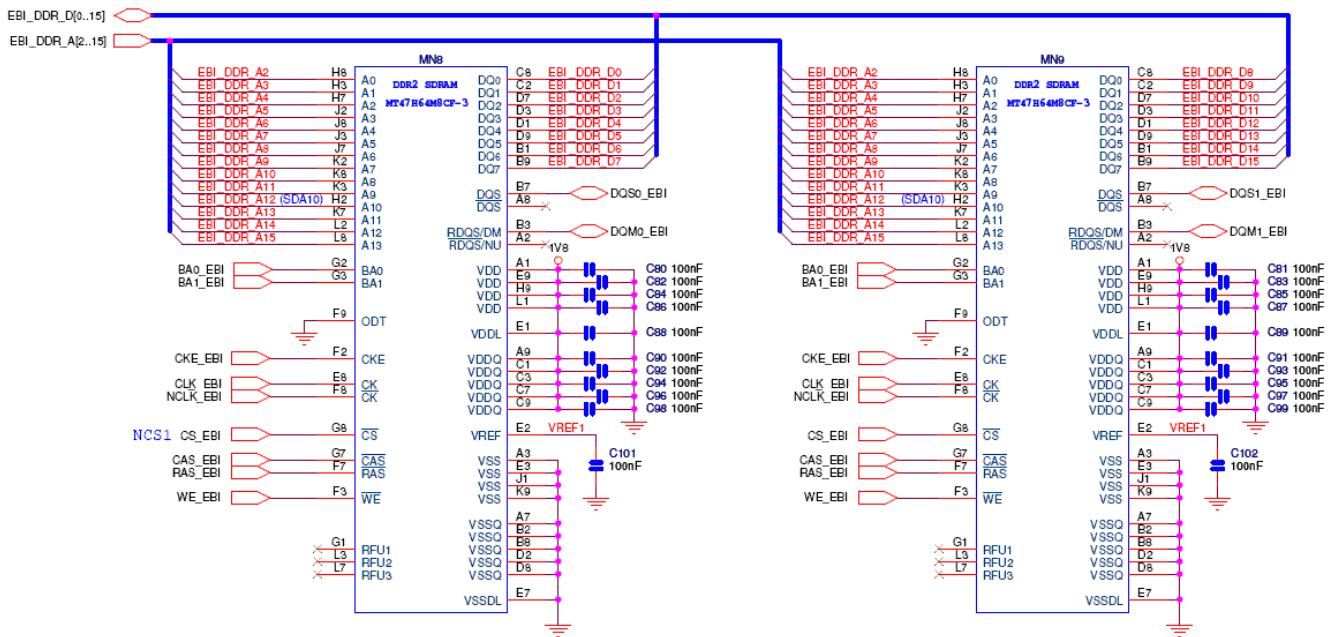 EBI_DDR_D[0..15]
EBI_DDR_A[2..15]
MN8
DDR2 SDRAM
MT47H64M8CF-3
EBI_DDR_A2 H8 A0
EBI_DDR_A3 H3 A1
EBI_DDR_A4 H7 A2
EBI_DDR_A5 J2 A3
EBI_DDR_A6 J8 A4
EBI_DDR_A7 J3 A5
EBI_DDR_A8 J7 A6
EBI_DDR_A9 K2 A7
EBI_DDR_A10 K8 A8
EBI_DDR_A11 K3 A9
EBI_DDR_A12 (SDA10) H2 A10
EBI_DDR_A13 K7 A11
EBI_DDR_A14 L2 A12
EBI_DDR_A15 L8 A13
BA0_EBI G2 BA0
BA1_EBI G3 BA1
F9 ODT
CKE_EBI F2 CKE
CLK_EBI E8 CK
NCLK_EBI F8 CK
NCS1 CS_EBI G8 CS
CAS_EBI G7 CAS
RAS_EBI F7 RAS
WE_EBI F3 WE
G1 RFU1
L3 RFU2
L7 RFU3
DQ0 C8 EBI_DDR_D0
DQ1 C2 EBI_DDR_D1
DQ2 D7 EBI_DDR_D2
DQ3 D3 EBI_DDR_D3
DQ4 D1 EBI_DDR_D4
DQ5 D9 EBI_DDR_D5
DQ6 B1 EBI_DDR_D6
DQ7 B9 EBI_DDR_D7
DQS B7 DQS0_EBI
DQS A8
RDQS/DM B3 DQM0_EBI
RDQS/NU A2
1V8
VDD A1 C80 100nF
VDD E9 C82 100nF
VDD H9 C84 100nF
VDD L1 C86 100nF
VDDL E1 C88 100nF
VDDQ A9 C90 100nF
VDDQ C1 C92 100nF
VDDQ C3 C94 100nF
VDDQ C7 C96 100nF
VDDQ C9 C98 100nF
VREF E2 VREF1
C101
100nF
VSS A3
VSS E3
VSS J1
VSS K9
VSSQ A7
VSSQ B2
VSSQ B8
VSSQ D2
VSSQ D8
VSSDL E7
MN9
DDR2 SDRAM
MT47H64M8CF-3
EBI_DDR_A2 H8 A0
EBI_DDR_A3 H3 A1
EBI_DDR_A4 H7 A2
EBI_DDR_A5 J2 A3
EBI_DDR_A6 J8 A4
EBI_DDR_A7 J3 A5
EBI_DDR_A8 J7 A6
EBI_DDR_A9 K2 A7
EBI_DDR_A10 K8 A8
EBI_DDR_A11 K3 A9
EBI_DDR_A12 (SDA10) H2 A10
EBI_DDR_A13 K7 A11
EBI_DDR_A14 L2 A12
EBI_DDR_A15 L8 A13
BA0_EBI G2 BA0
BA1_EBI G3 BA1
F9 ODT
CKE_EBI F2 CKE
CLK_EBI E8 CK
NCLK_EBI F8 CK
CS_EBI G8 CS
CAS_EBI G7 CAS
RAS_EBI F7 RAS
WE_EBI F3 WE
G1 RFU1
L3 RFU2
L7 RFU3
DQ0 C8 EBI_DDR_D8
DQ1 C2 EBI_DDR_D9
DQ2 D7 EBI_DDR_D10
DQ3 D3 EBI_DDR_D11
DQ4 D1 EBI_DDR_D12
DQ5 D9 EBI_DDR_D13
DQ6 B1 EBI_DDR_D14
DQ7 B9 EBI_DDR_D15
DQS B7 DQS1_EBI
DQS A8
RDQS/DM B3 DQM1_EBI
RDQS/NU A2
1V8
VDD A1 C81 100nF
VDD E9 C83 100nF
VDD H9 C85 100nF
VDD L1 C87 100nF
VDDL E1 C89 100nF
VDDQ A9 C91 100nF
VDDQ C1 C93 100nF
VDDQ C3 C95 100nF
VDDQ C7 C97 100nF
VDDQ C9 C99 100nF
VREF E2 VREF1
C102
100nF
VSS A3
VSS E3
VSS J1
VSS K9
VSSQ A7
VSSQ B2
VSSQ B8
VSSQ D2
VSSQ D8
VSSDL E7